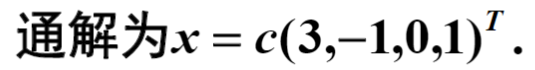 通解为x = c(3,−1,0,1)^T.